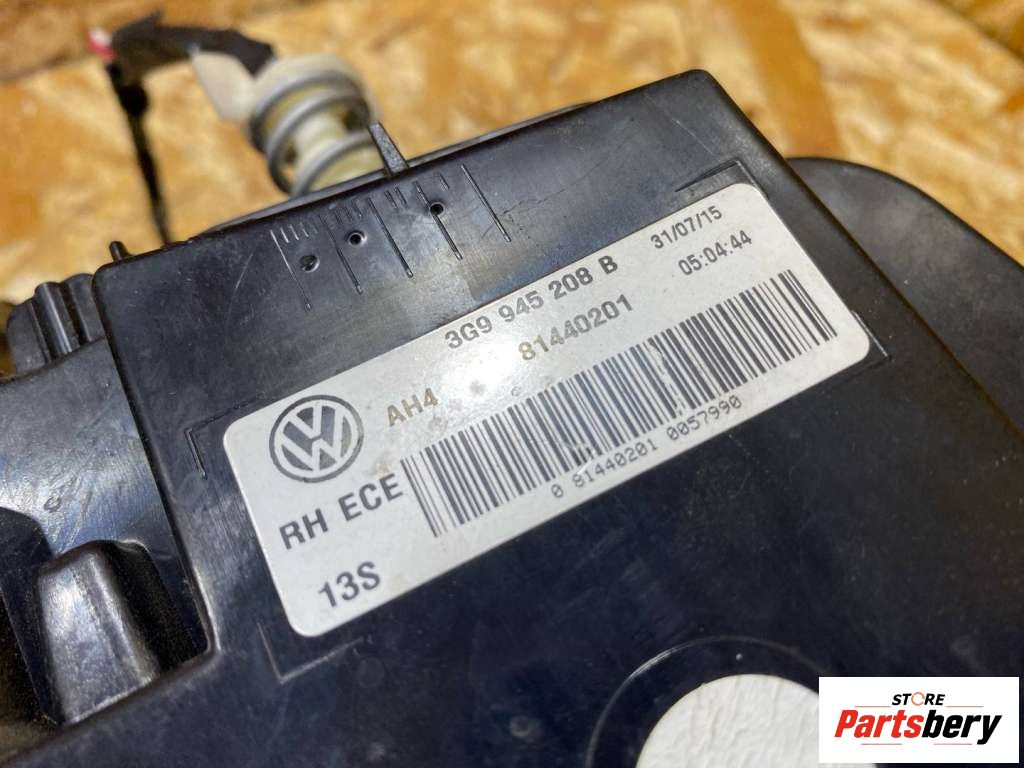 3G9 945 208 B 31/07/15
81440201 05:04:44
AH4
RH ECE
0 81440201 0057990
13S
STORE
Partsbery